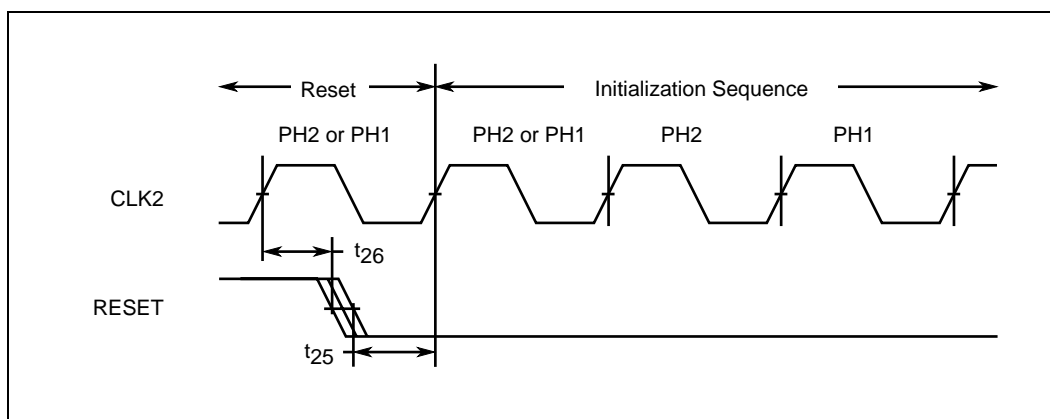 Reset
Initialization Sequence
PH2 or PH1
PH2 or PH1
PH2
PH1
CLK2
t26
RESET
t25